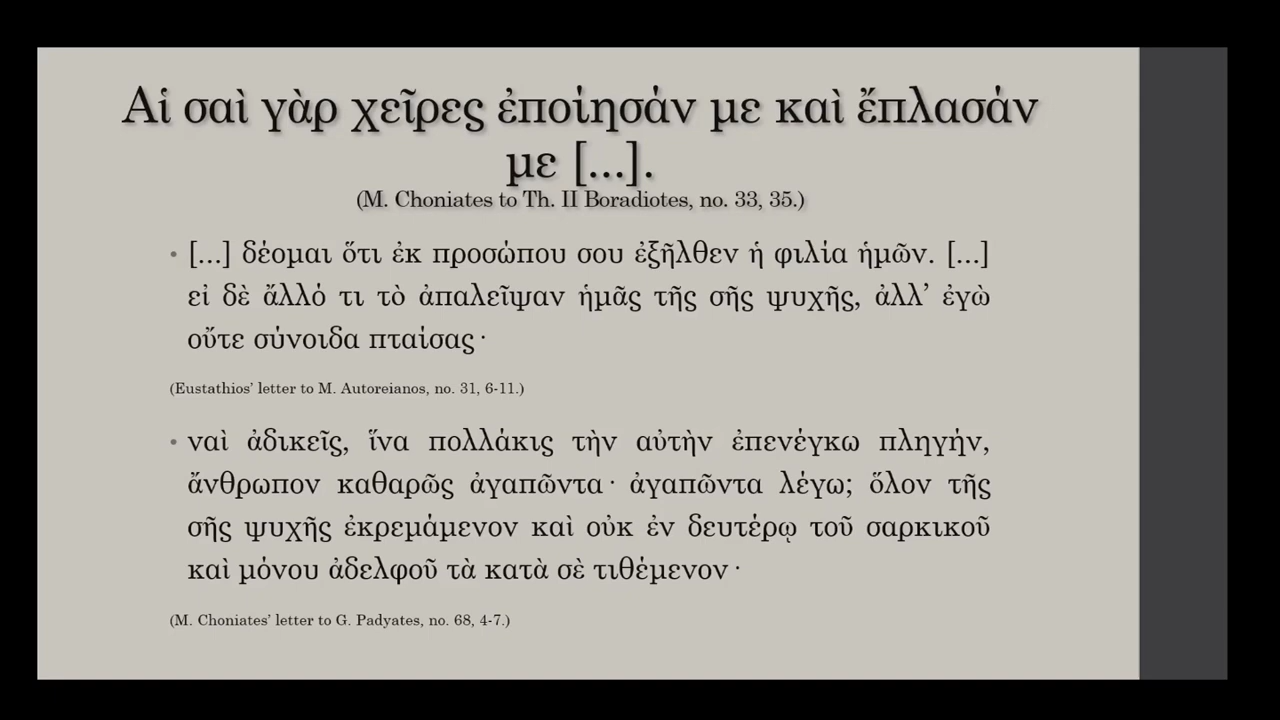 Αἱ σαὶ γὰρ χεῖρες ἐποίησάν με καὶ ἔπλασάν
με [...].
(M. Choniates to Th. II Boradiotes, no. 33, 35.)
• [...] δέομαι ὅτι ἐκ προσώπου σου ἐξῆλθεν ἡ φιλία ἡμῶν. [...]
εἰ δὲ ἄλλό τι τὸ ἀπαλεῖψαν ἡμᾶς τῆς σῆς ψυχῆς, ἀλλ’ ἐγὼ
οὔτε σύνοιδα πταίσας·
(Eustathios’ letter to M. Autoreianos, no. 31, 6-11.)
• ναὶ ἀδικεῖς, ἵνα πολλάκις τὴν αὐτὴν ἐπενέγκω πληγήν,
ἄνθρωπον καθαρῶς ἀγαπῶντα· ἀγαπῶντα λέγω; ὅλον τῆς
σῆς ψυχῆς ἐκρεμάμενον καὶ οὐκ ἐν δευτέρῳ τοῦ σαρκικοῦ
καὶ μόνου ἀδελφοῦ τὰ κατὰ σὲ τιθέμενον·
(M. Choniates’ letter to G. Padyates, no. 68, 4-7.)